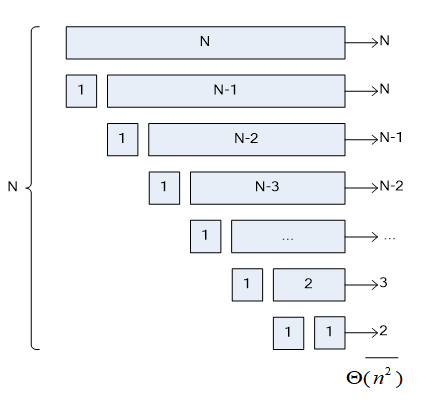 N N
1 N-1 N
1 N-2 N-1
N 1 N-3 N-2
1 ... ...
1 2 3
1 1 2
Θ(n²)